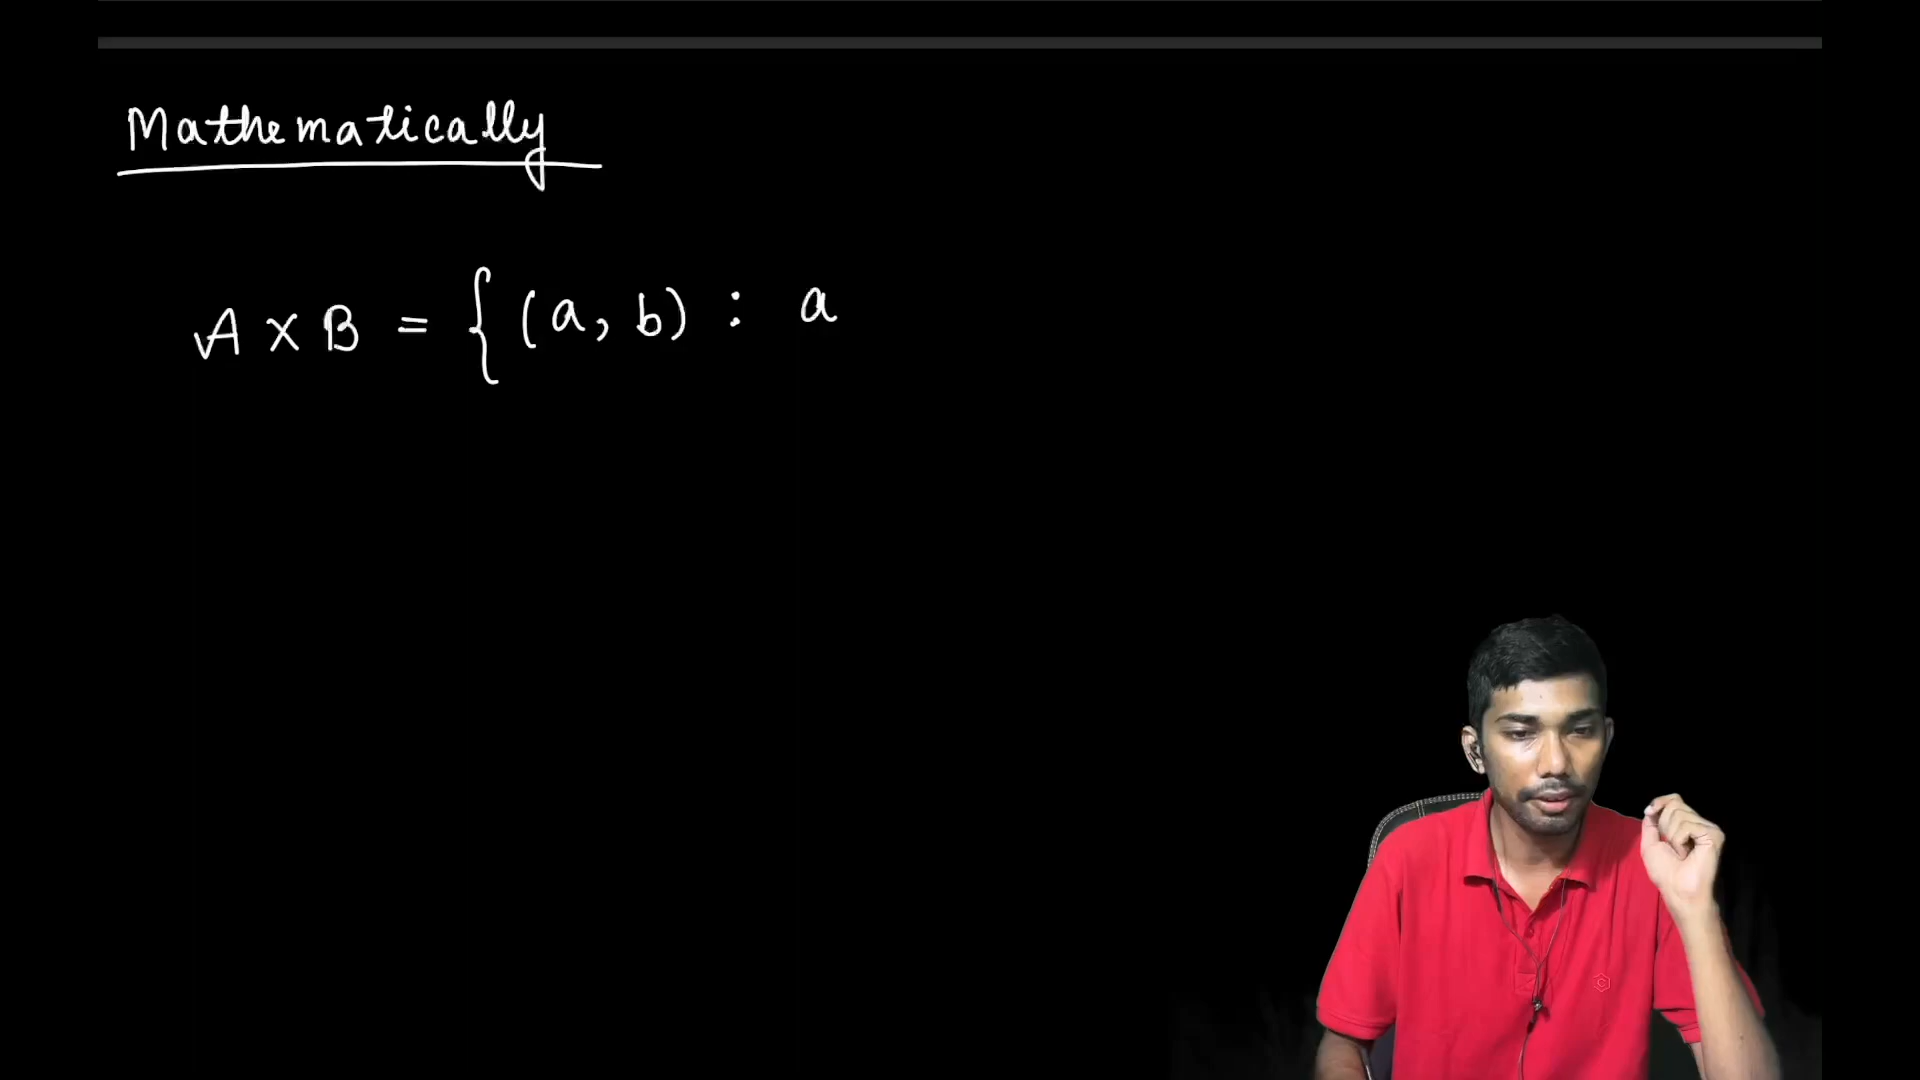 Mathematically
A × B = { (a, b) : a